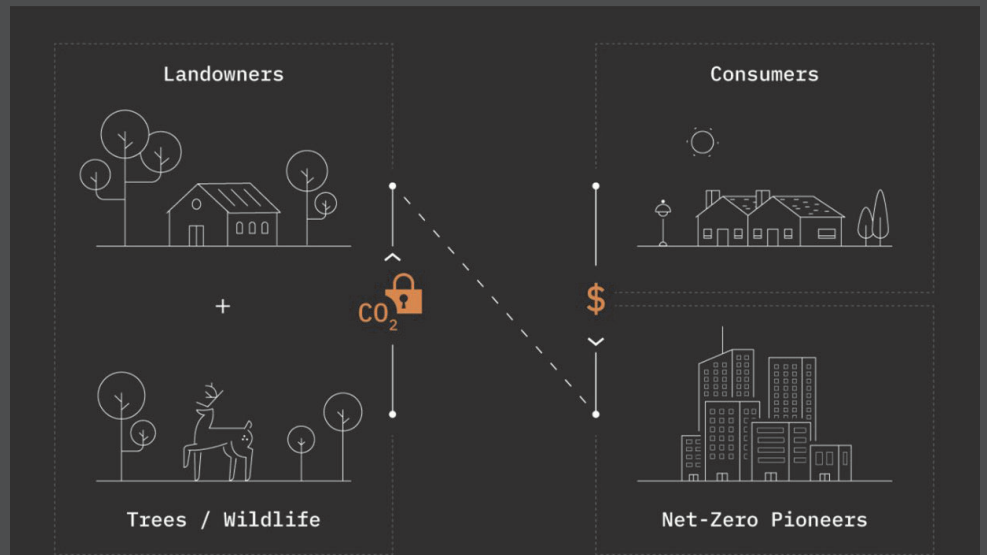 Landowners
Consumers
+
CO₂
$
Trees / Wildlife
Net-Zero Pioneers